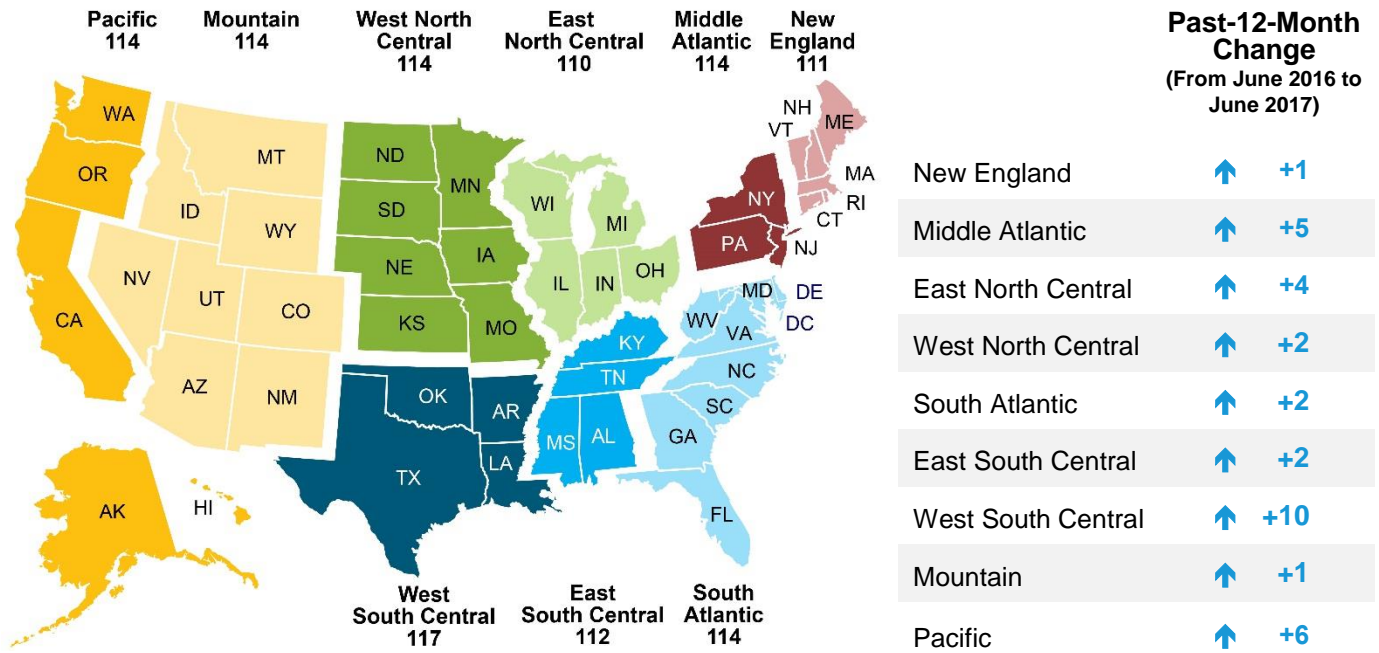 Pacific
114
Mountain
114
West North
Central
114
East
North Central
110
Middle
Atlantic
114
New
England
111
WA
OR
CA
AK
HI
MT
ID
WY
NV
UT
CO
AZ
NM
ND
SD
NE
KS
MN
IA
MO
WI
MI
IL
IN
OH
NY
PA
NJ
NH
VT
ME
MA
RI
CT
OK
AR
TX
LA
KY
TN
MS
AL
MD
DE
DC
WV
VA
NC
SC
GA
FL
West
South Central
117
East
South Central
112
South
Atlantic
114
Past-12-Month
Change
(From June 2016 to
June 2017)
New England +1
Middle Atlantic +5
East North Central +4
West North Central +2
South Atlantic +2
East South Central +2
West South Central +10
Mountain +1
Pacific +6